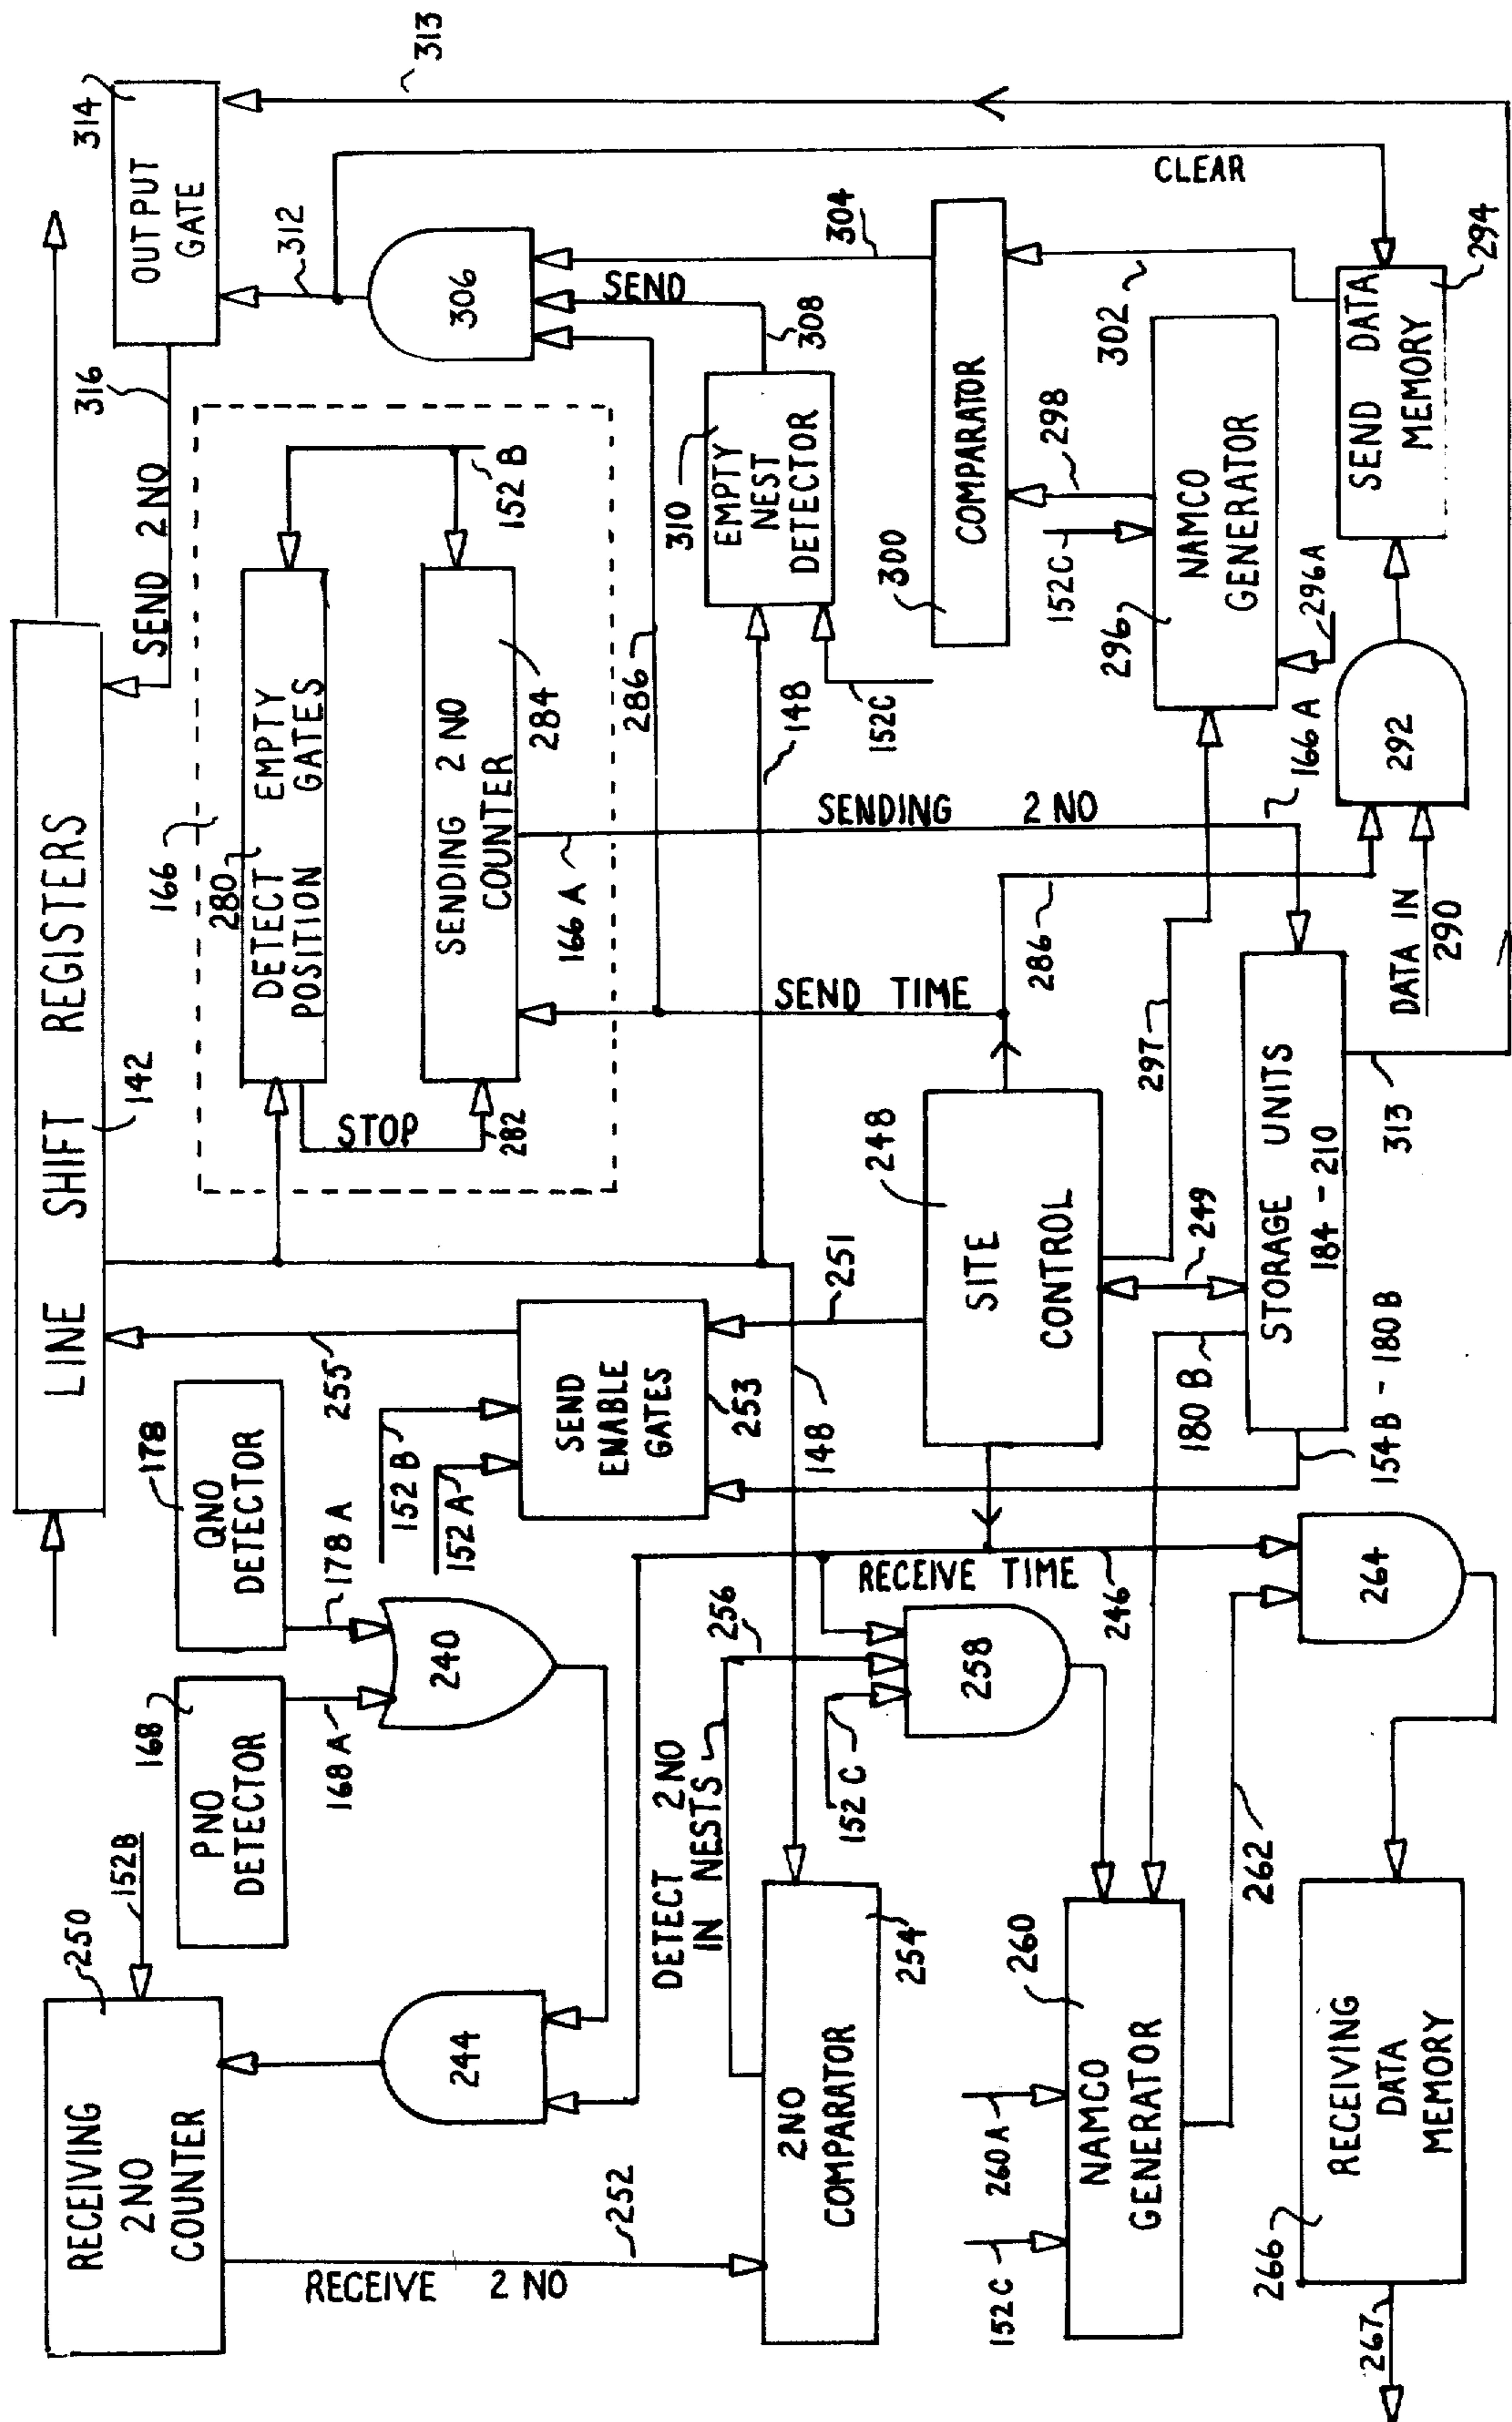 RECEIVING
2 NO
COUNTER
250
152B
PNO
DETECTOR
168
168 A
QNO
DETECTOR
178
178 A
240
244
LINE SHIFT REGISTERS
142
255
SEND 2 NO
316
OUTPUT
GATE
314
313
312
166
280
DETECT EMPTY
POSITION GATES
STOP
282
SENDING 2 NO
COUNTER
284
152 B
166 A
306
SEND
304
308
CLEAR
286
148
310
EMPTY
NEST
DETECTOR
152C
300
COMPARATOR
298
302
152C
296
NAMCO
GENERATOR
296A
SEND DATA
MEMORY
294
292
166 A
DATA IN
290
286
SENDING 2 NO
SEND TIME
297
313
248
SITE
CONTROL
251
249
STORAGE UNITS
184 - 210
180 B
154B - 180 B
SEND
ENABLE
GATES
253
152 B
152 A
148
RECEIVE TIME
246
264
256
258
152 C
DETECT 2 NO
IN NESTS
RECEIVE 2 NO
252
2NO
COMPARATOR
254
260
NAMCO
GENERATOR
260A
152C
262
RECEIVING
DATA
MEMORY
266
267